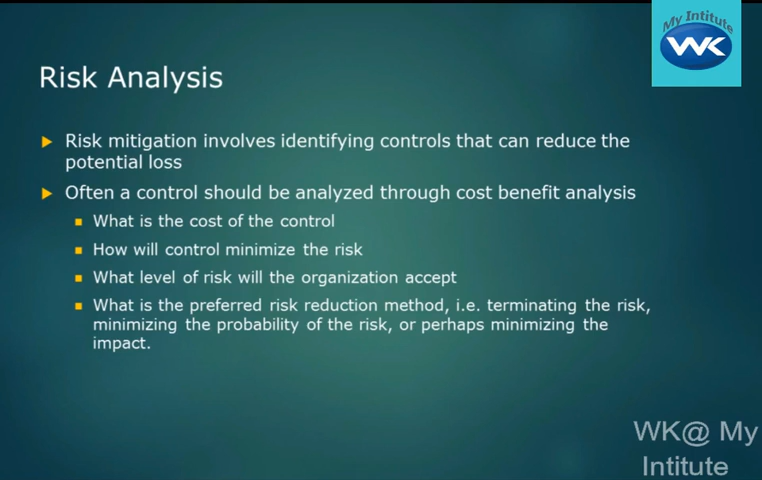 My Intitute
WK
Risk Analysis
Risk mitigation involves identifying controls that can reduce the
potential loss
Often a control should be analyzed through cost benefit analysis
What is the cost of the control
How will control minimize the risk
What level of risk will the organization accept
What is the preferred risk reduction method, i.e. terminating the risk,
minimizing the probability of the risk, or perhaps minimizing the
impact.
WK@ My
Intitute